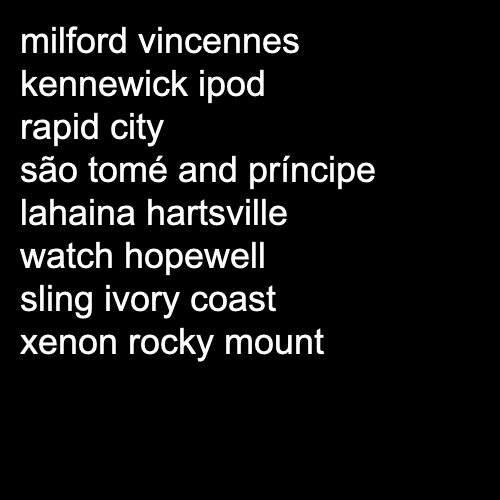 milford vincennes
kennewick ipod
rapid city
são tomé and príncipe
lahaina hartsville
watch hopewell
sling ivory coast
xenon rocky mount